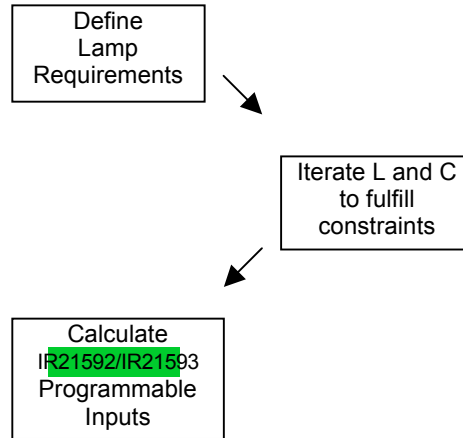 Define
Lamp
Requirements
Iterate L and C
to fulfill
constraints
Calculate
IR21592/IR21593
Programmable
Inputs